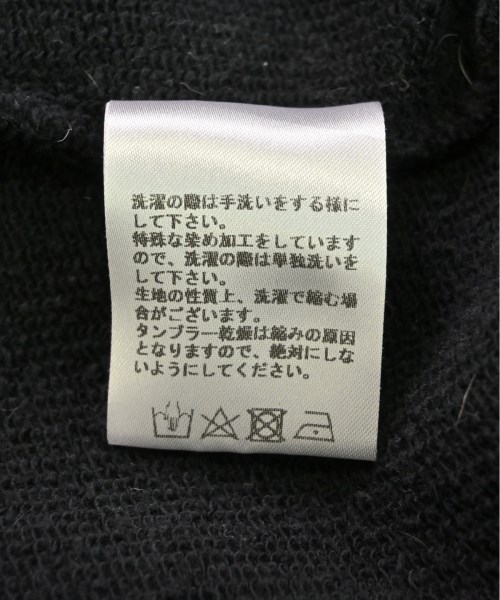 洗濯の際は手洗いをする様に
して下さい。
特殊な染め加工をしています
ので、洗濯の際は単独洗いを
して下さい。
生地の性質上、洗濯で縮む場
合がございます。
タンブラー乾燥は縮みの原因
となりますので、絶対にしな
いようにしてください。